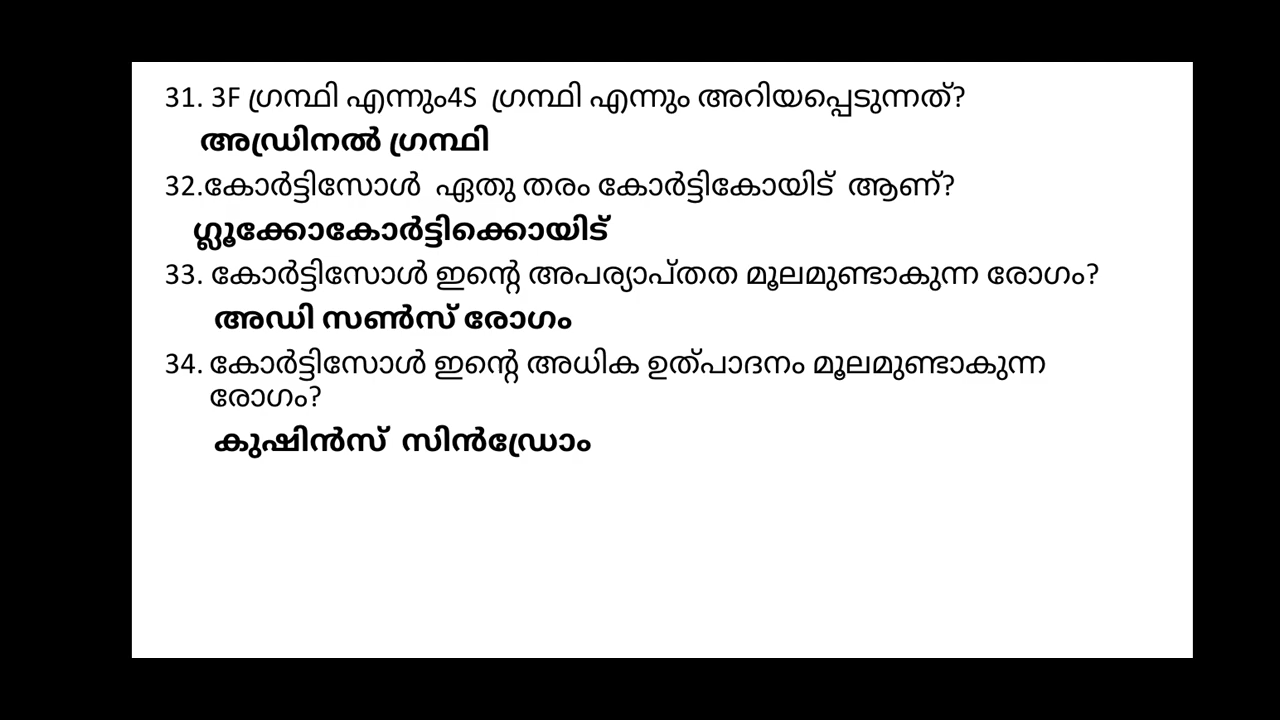 31. 3F ഗ്രന്ഥി എന്നും4S ഗ്രന്ഥി എന്നും അറിയപ്പെടുന്നത്?
അഡ്രിനൽ ഗ്രന്ഥി
32.കോർട്ടിസോൾ ഏതു തരം കോർട്ടികോയിട് ആണ്?
ഗ്ലൂക്കോകോർട്ടിക്കൊയിട്
33. കോർട്ടിസോൾ ഇന്റെ അപര്യാപ്തത മൂലമുണ്ടാകുന്ന രോഗം?
അഡി സൺസ് രോഗം
34. കോർട്ടിസോൾ ഇന്റെ അധിക ഉത്പാദനം മൂലമുണ്ടാകുന്ന
രോഗം?
കുഷിൻസ് സിൻഡ്രോം